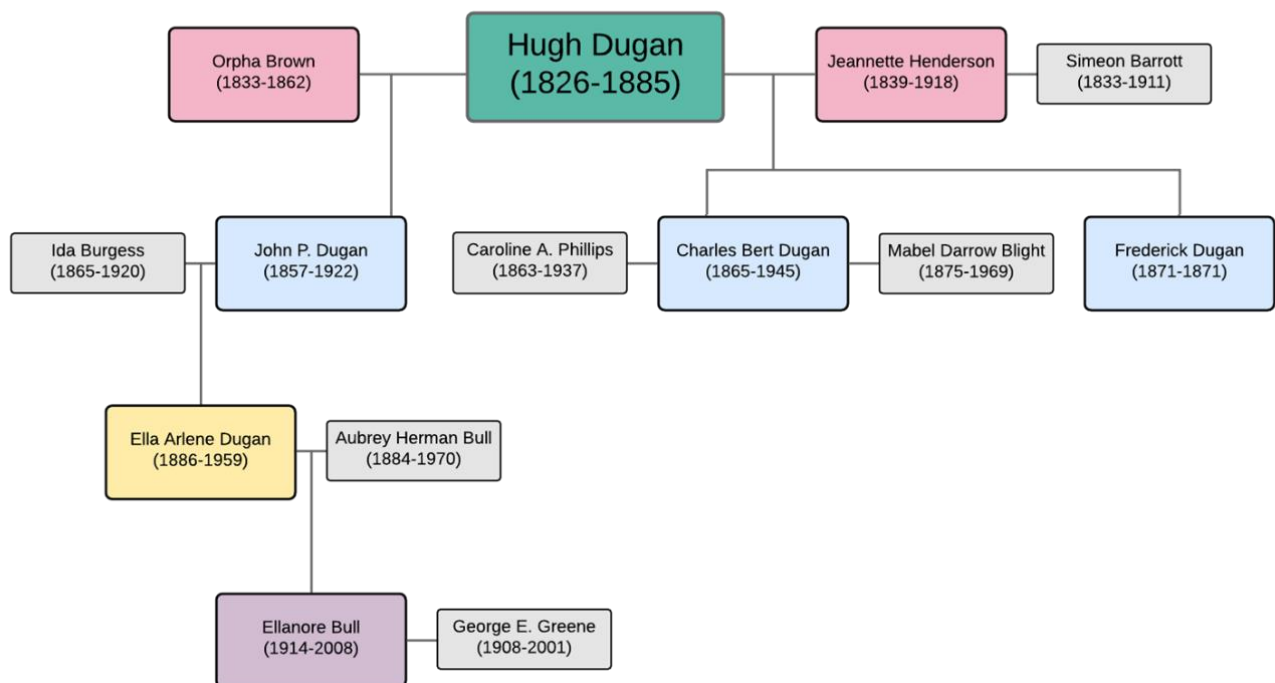 Orpha Brown
(1833-1862)
Hugh Dugan
(1826-1885)
Jeannette Henderson
(1839-1918)
Simeon Barrott
(1833-1911)
Ida Burgess
(1865-1920)
John P. Dugan
(1857-1922)
Caroline A. Phillips
(1863-1937)
Charles Bert Dugan
(1865-1945)
Mabel Darrow Blight
(1875-1969)
Frederick Dugan
(1871-1871)
Ella Arlene Dugan
(1886-1959)
Aubrey Herman Bull
(1884-1970)
Ellanore Bull
(1914-2008)
George E. Greene
(1908-2001)